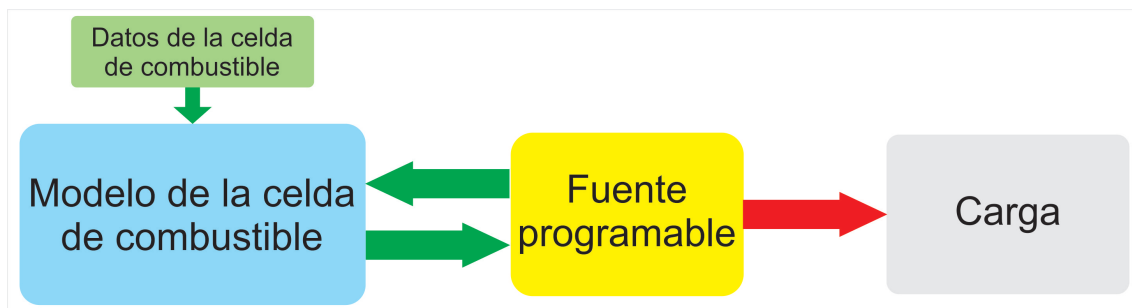 Datos de la celda
de combustible
Modelo de la celda
de combustible
Fuente
programable
Carga